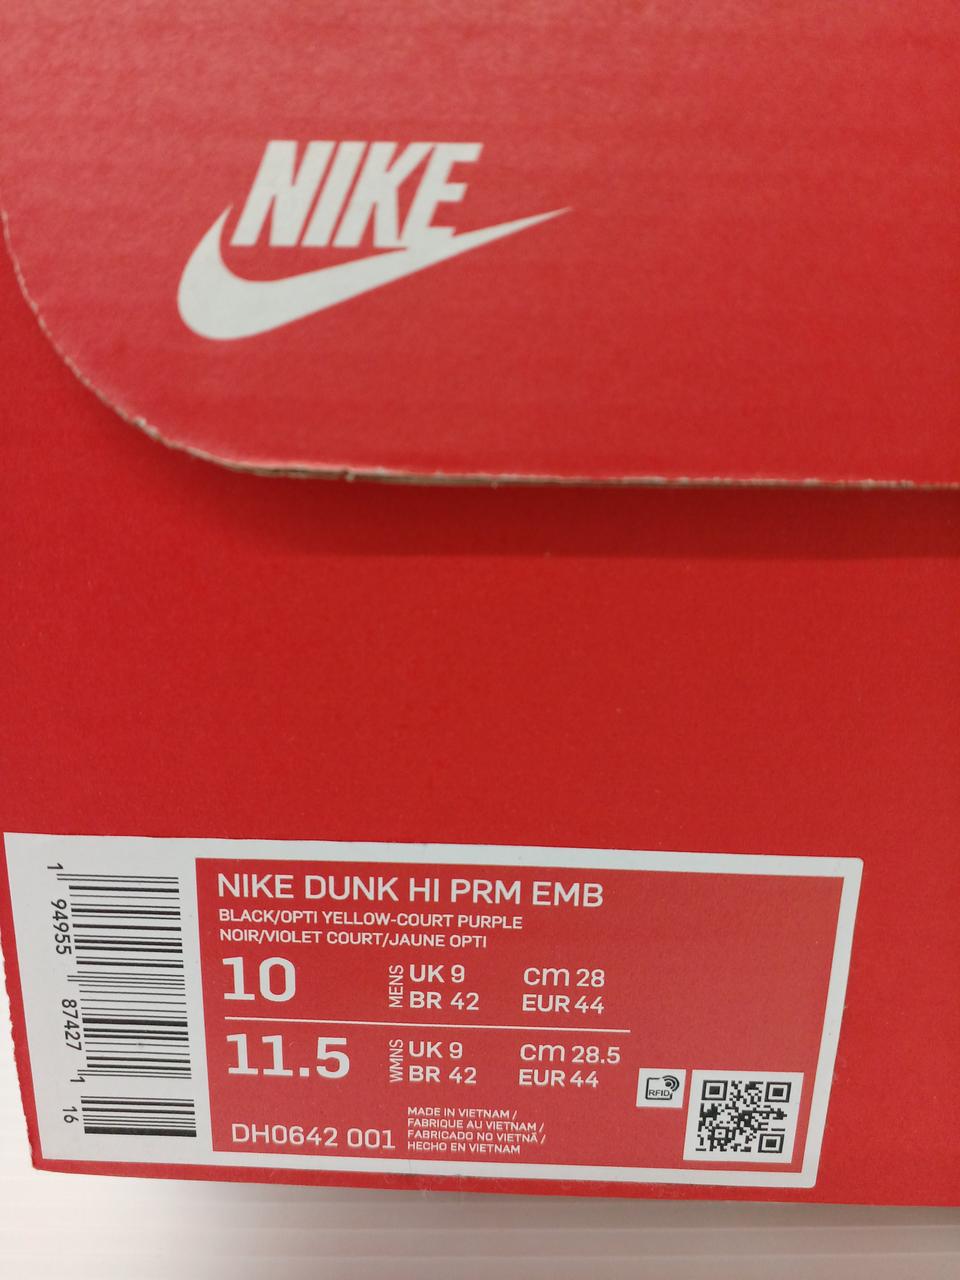 NIKE
NIKE DUNK HI PRM EMB
BLACK/OPTI YELLOW-COURT PURPLE
NOIR/VIOLET COURT/JAUNE OPTI
10
MENS
UK 9
BR 42
cm 28
EUR 44
11.5
WMNS
UK 9
BR 42
cm 28.5
EUR 44
RFID
DH0642 001
MADE IN VIETNAM /
FABRIQUE AU VIETNAM /
FABRICADO NO VIETNÃ /
HECHO EN VIETNAM
1 94955 87427 1 16